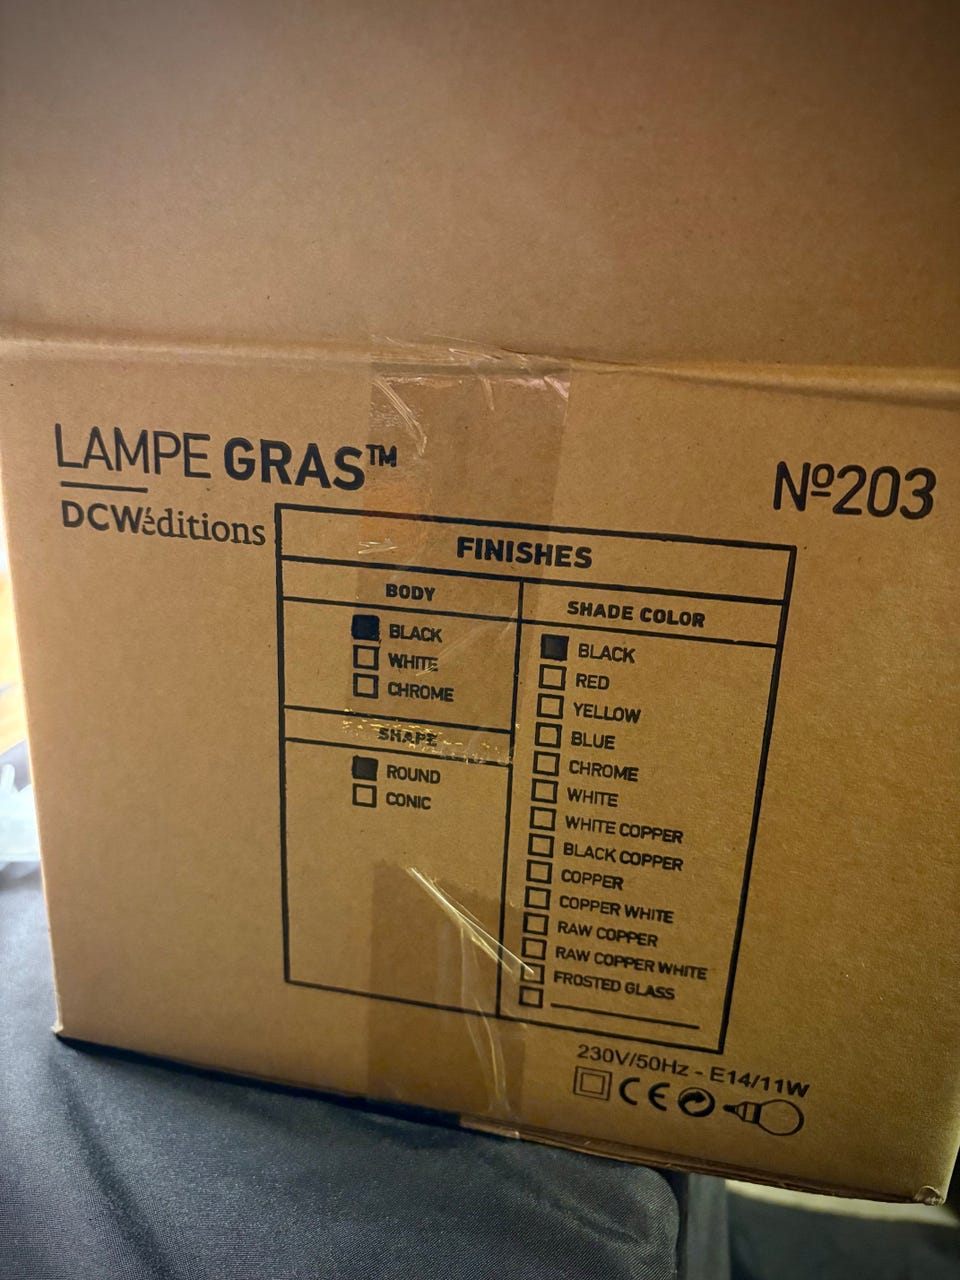 LAMPE GRAS™
DCWéditions
Nº203
FINISHES
BODY
BLACK
WHITE
CHROME
SHAPE
ROUND
CONIC
SHADE COLOR
BLACK
RED
YELLOW
BLUE
CHROME
WHITE
WHITE COPPER
BLACK COPPER
COPPER
COPPER WHITE
RAW COPPER
RAW COPPER WHITE
FROSTED GLASS
230V/50Hz - E14/11W
CE